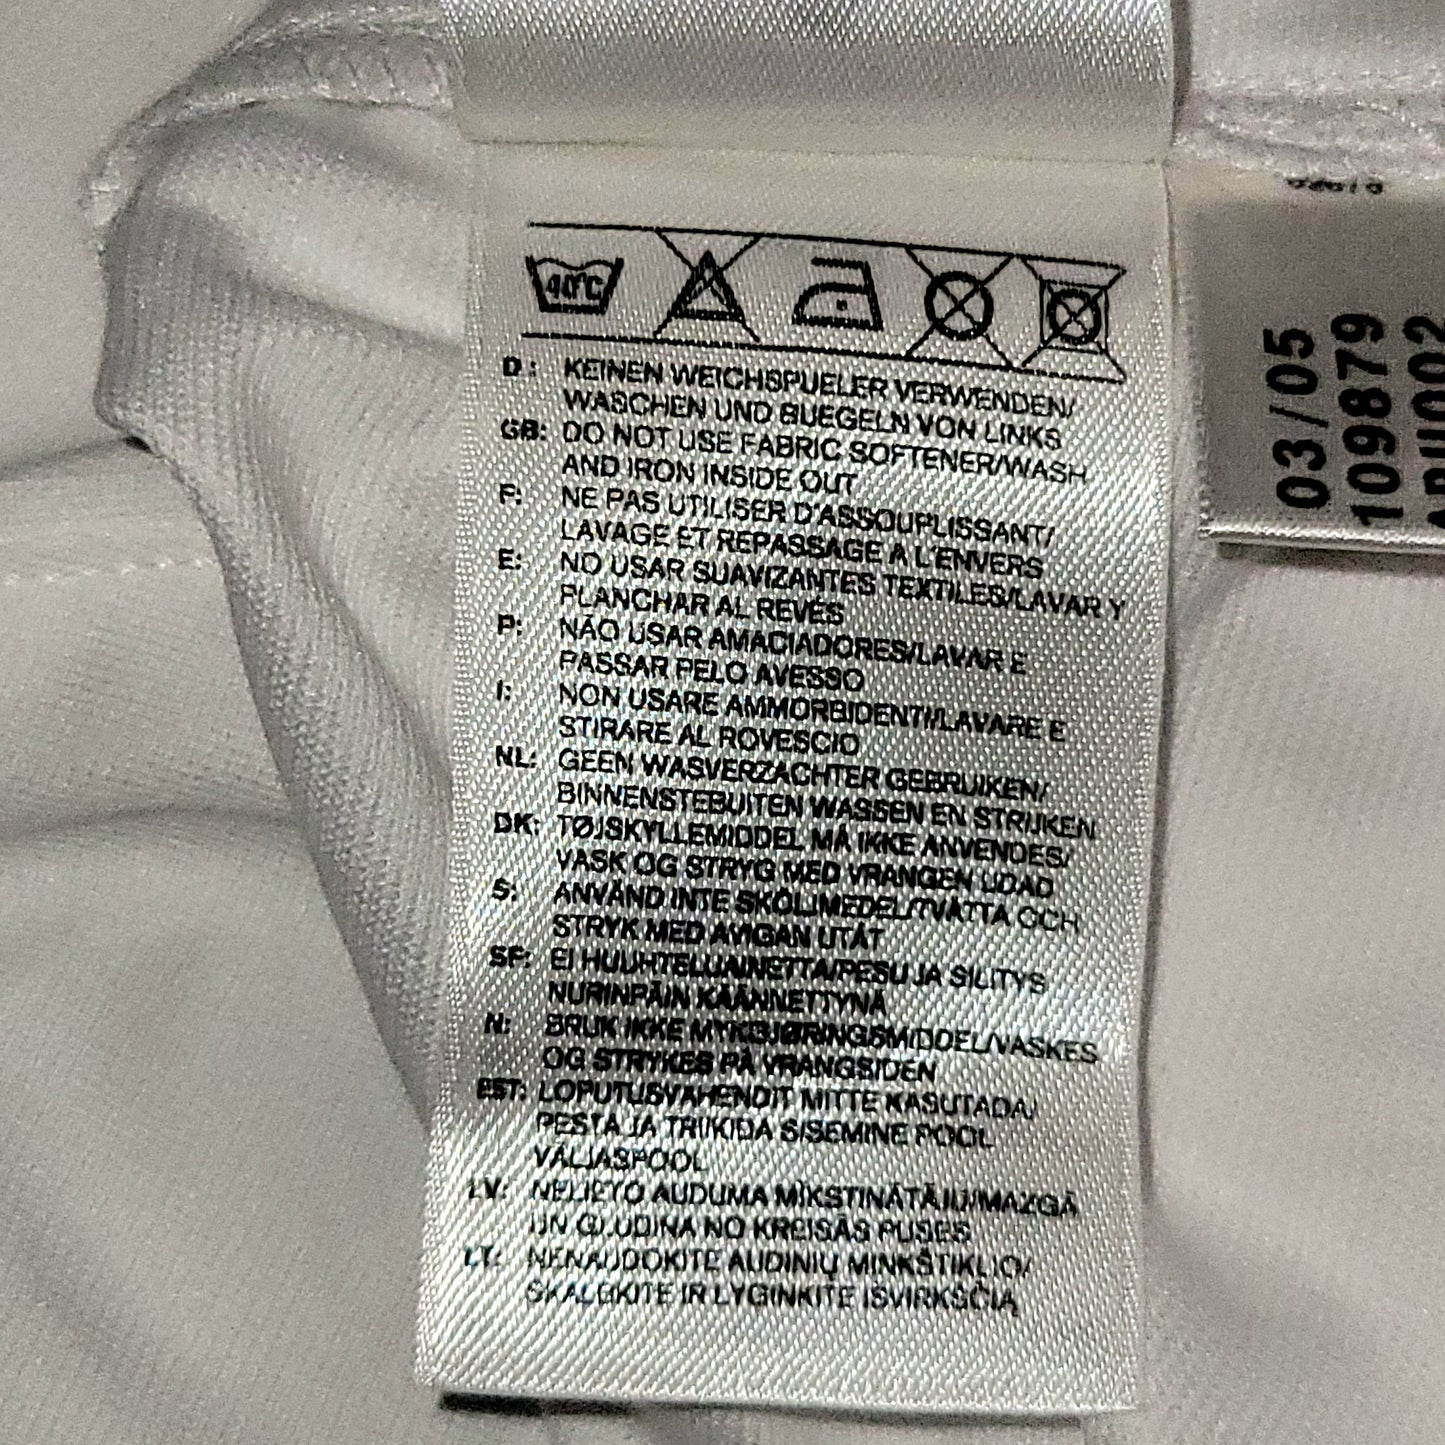 40°C
D: KEINEN WEICHSPUELER VERWENDEN/
WASCHEN UND BUEGELN VON LINKS
GB: DO NOT USE FABRIC SOFTENER/WASH
AND IRON INSIDE OUT
F: NE PAS UTILISER D'ASSOUPLISSANT/
LAVAGE ET REPASSAGE A L'ENVERS
E: NO USAR SUAVIZANTES TEXTILES/LAVAR Y
PLANCHAR AL REVÉS
P: NÃO USAR AMACIADORES/LAVAR E
PASSAR PELO AVESSO
I: NON USARE AMMORBIDENTI/LAVARE E
STIRARE AL ROVESCIO
NL: GEEN WASVERZACHTER GEBRUIKEN/
BINNENSTEBUITEN WASSEN EN STRIJKEN
DK: TØJSKYLLEMIDDEL MÅ IKKE ANVENDES/
VASK OG STRYG MED VRANGEN UDAD
S: ANVÄND INTE SKÖLJMEDEL/TVÄTTA OCH
STRYK MED AVIGAN UTÅT
SF: EI HUUHTELUAINETTA/PESU JA SILITYS
NURINPÄIN KÄÄNNETTYNÄ
N: BRUK IKKE MYKGJØRINGSMIDDEL/VASKES
OG STRYKES PÅ VRANGSIDEN
EST: LOPUTUSVAHENDIT MITTE KASUTADA/
PESTA JA TRIIKIDA SISEMINE POOL
VÄLJASPOOL
LV: NELIETO AUDUMA MĪKSTINĀTĀJU/MAZGĀ
UN GLUDINA NO KREISĀS PUSES
LT: NENAUDOKITE AUDINIŲ MINKŠTIKLIO/
SKALBKITE IR LYGINKITE IŠVIRKŠČIĄ
03/05
109879